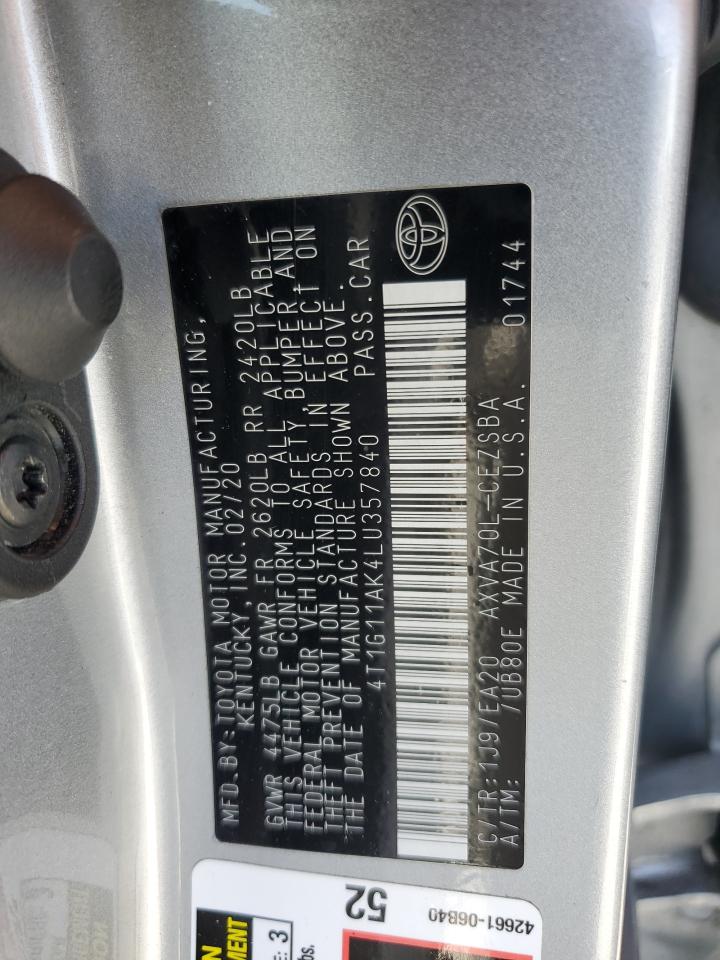 MFD.BY:TOYOTA MOTOR MANUFACTURING,
KENTUCKY, INC. 02/20
GVWR 4475LB GAWR FR 2620LB RR 2420LB
THIS VEHICLE CONFORMS TO ALL APPLICABLE
FEDERAL MOTOR VEHICLE SAFETY, BUMPER, AND
THEFT PREVENTION STANDARDS IN EFFECT ON
THE DATE OF MANUFACTURE SHOWN ABOVE.
4T1G11AK4LU357840 PASS.CAR
C/TR:1J9/EA20 AXVA70L-CEZSBA 01744
A/TM: /UB80E MADE IN U.S.A.
52
42661-06B40
3